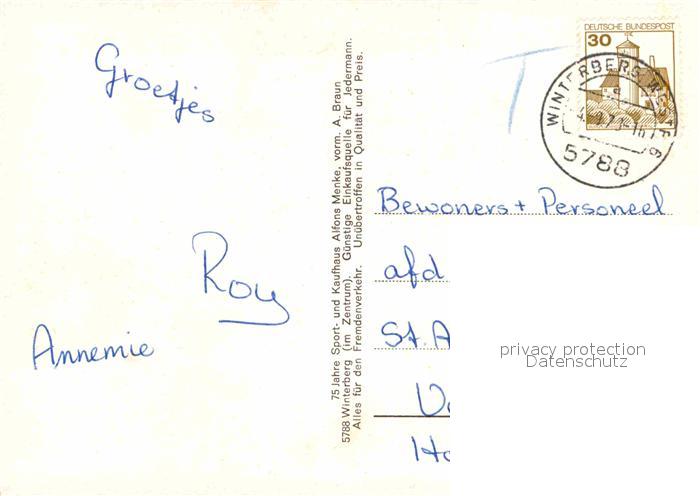 Groetjes
Roy
Annemie
75 Jahre Sport- und Kaufhaus Alfons Menke, vorm. A. Braun
5788 Winterberg (im Zentrum). Günstige Einkaufsquelle für Jedermann.
Alles für den Fremdenverkehr. Unübertroffen in Qualität und Preis.
DEUTSCHE BUNDESPOST
30
WINTERBERG, WESTF
5788
T
Bewoners + Personeel
afd
St. A
Ho
privacy protection
Datenschutz